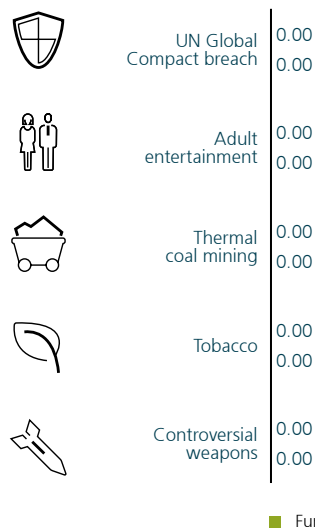 UN Global
Compact breach
0.00
0.00
Adult
entertainment
0.00
0.00
Thermal
coal mining
0.00
0.00
Tobacco
0.00
0.00
Controversial
weapons
0.00
0.00